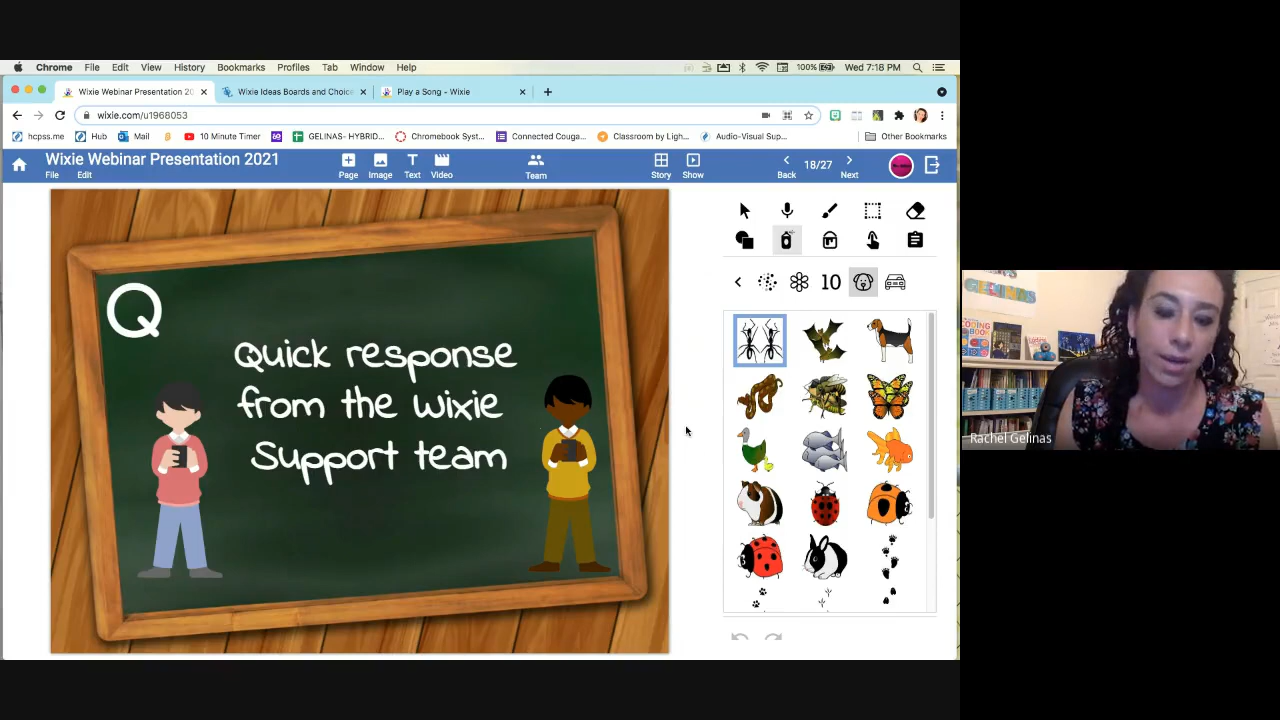 Chrome File Edit View History Bookmarks Profiles Tab Window Help 100% Wed 7:18 PM
Wixie Webinar Presentation 20 Wixie Ideas Boards and Choice Play a Song - Wixie
wixie.com/u1968053
hcpss.me Hub Mail 10 Minute Timer GELINAS- HYBRID... Chromebook Syst... Connected Couga... Classroom by Ligh... Audio-Visual Sup... Other Bookmarks
Wixie Webinar Presentation 2021
File Edit
Page Image Text Video Team Story Show Back 18/27 Next
10
Q
Quick response
from the Wixie
Support team
Rachel Gelinas